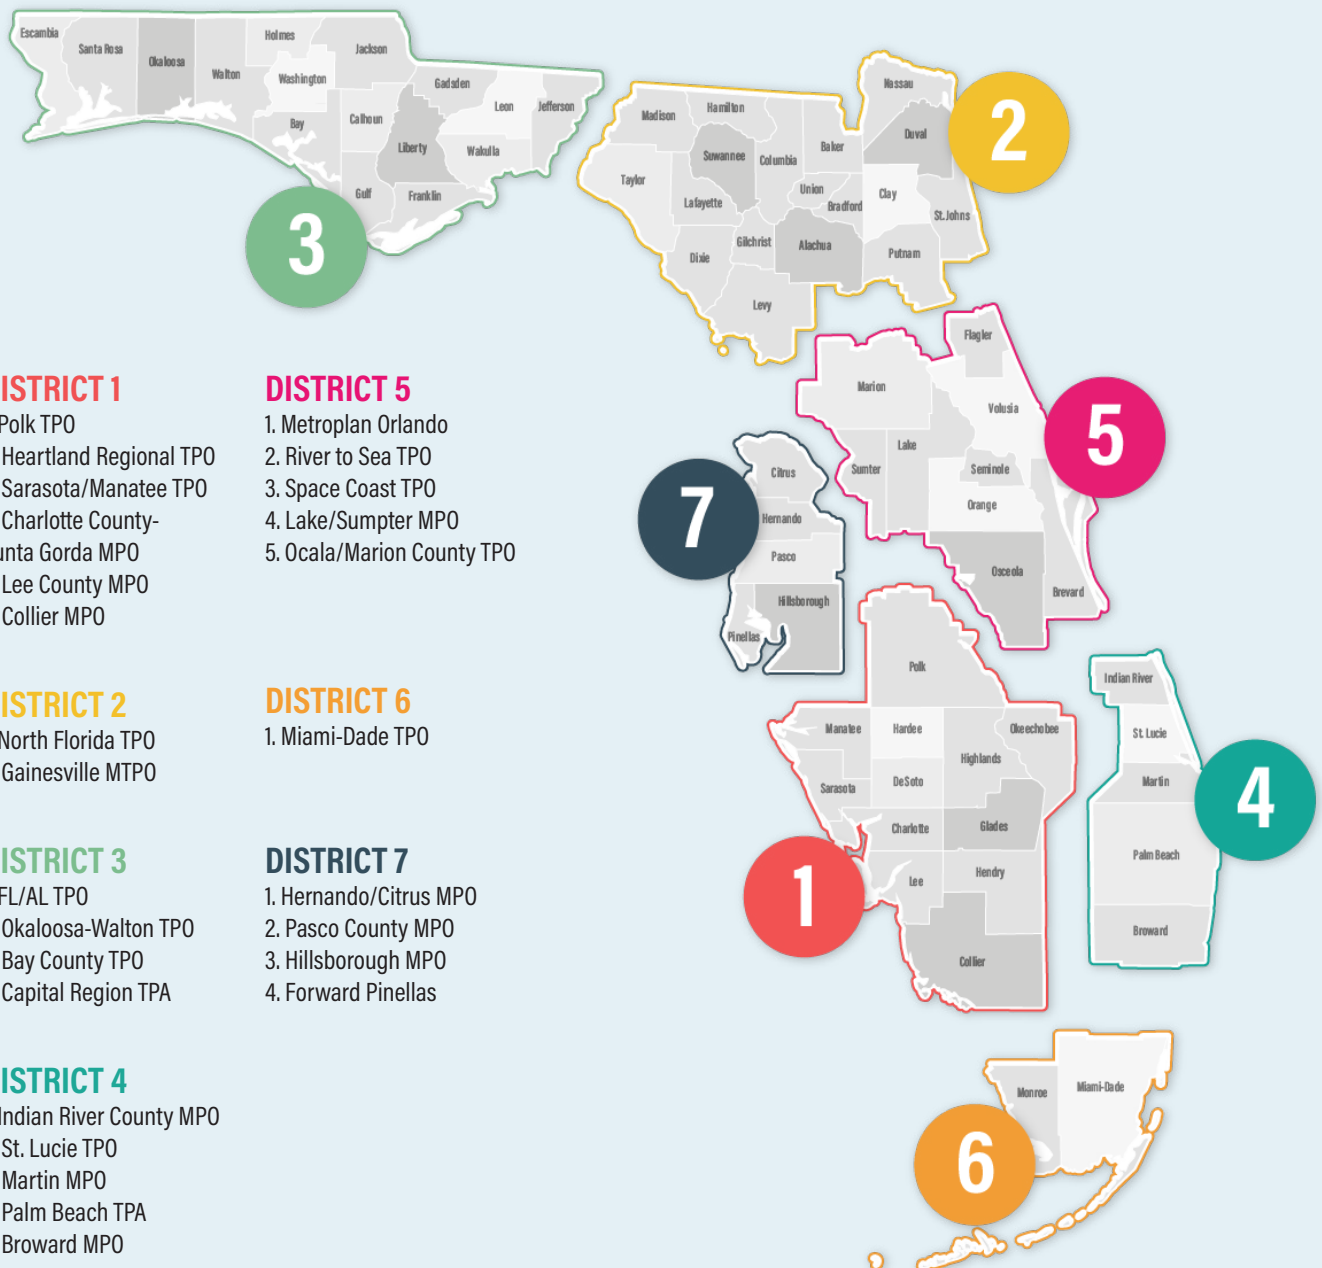 Escambia
Santa Rosa
Okaloosa
Walton
Holmes
Washington
Jackson
Bay
Calhoun
Gulf
Liberty
Gadsden
Franklin
Leon
Wakulla
Jefferson
3
Madison
Hamilton
Suwannee
Columbia
Baker
Nassau
Duval
Taylor
Lafayette
Union
Bradford
Clay
St. Johns
Dixie
Gilchrist
Alachua
Putnam
Levy
2
Flagler
Marion
Volusia
Lake
Sumter
Seminole
Orange
Osceola
Brevard
5
Citrus
Hernando
Pasco
Hillsborough
Pinellas
7
Polk
Manatee
Hardee
Okeechobee
Highlands
Sarasota
DeSoto
Charlotte
Glades
Lee
Hendry
Collier
1
Indian River
St. Lucie
Martin
Palm Beach
Broward
4
Monroe
Miami-Dade
6
ISTRICT 1
Polk TPO
Heartland Regional TPO
Sarasota/Manatee TPO
Charlotte County-
unta Gorda MPO
Lee County MPO
Collier MPO
ISTRICT 2
North Florida TPO
Gainesville MTPO
ISTRICT 3
FL/AL TPO
Okaloosa-Walton TPO
Bay County TPO
Capital Region TPA
ISTRICT 4
Indian River County MPO
St. Lucie TPO
Martin MPO
Palm Beach TPA
Broward MPO
DISTRICT 5
1. Metroplan Orlando
2. River to Sea TPO
3. Space Coast TPO
4. Lake/Sumpter MPO
5. Ocala/Marion County TPO
DISTRICT 6
1. Miami-Dade TPO
DISTRICT 7
1. Hernando/Citrus MPO
2. Pasco County MPO
3. Hillsborough MPO
4. Forward Pinellas